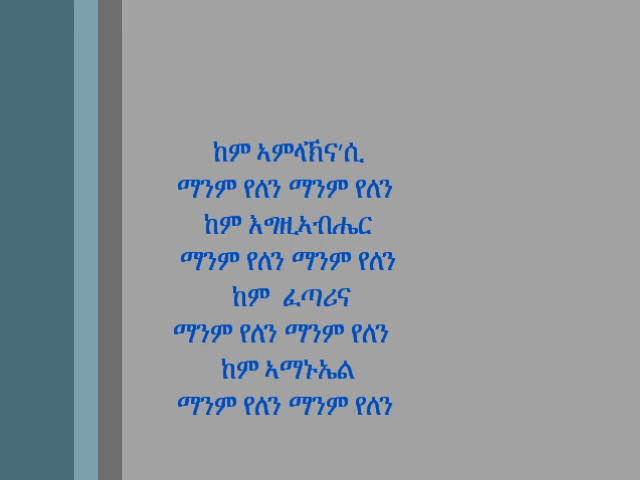 ከም ኣምላኽና'ሲ
ማንም የለን ማንም የለን
ከም እግዚኣብሔር
ማንም የለን ማንም የለን
ከም ፈጣሪና
ማንም የለን ማንም የለን
ከም ኣማኑኤል
ማንም የለን ማንም የለን